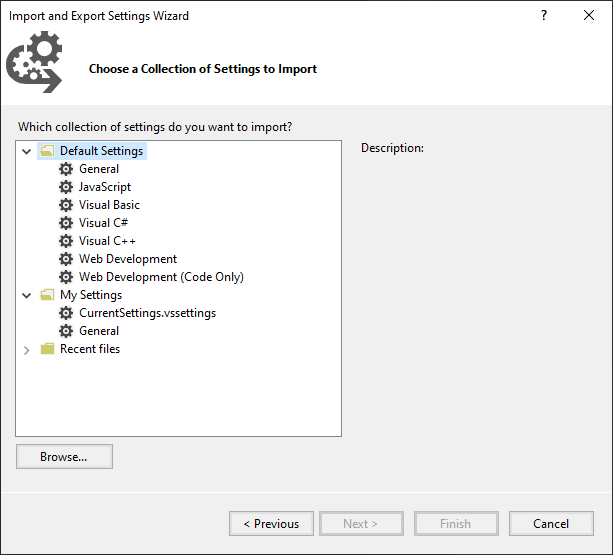 Import and Export Settings Wizard
?
Choose a Collection of Settings to Import
Which collection of settings do you want to import?
Description:
Default Settings
General
JavaScript
Visual Basic
Visual C#
Visual C++
Web Development
Web Development (Code Only)
My Settings
CurrentSettings.vssettings
General
Recent files
Browse...
< Previous
Next >
Finish
Cancel